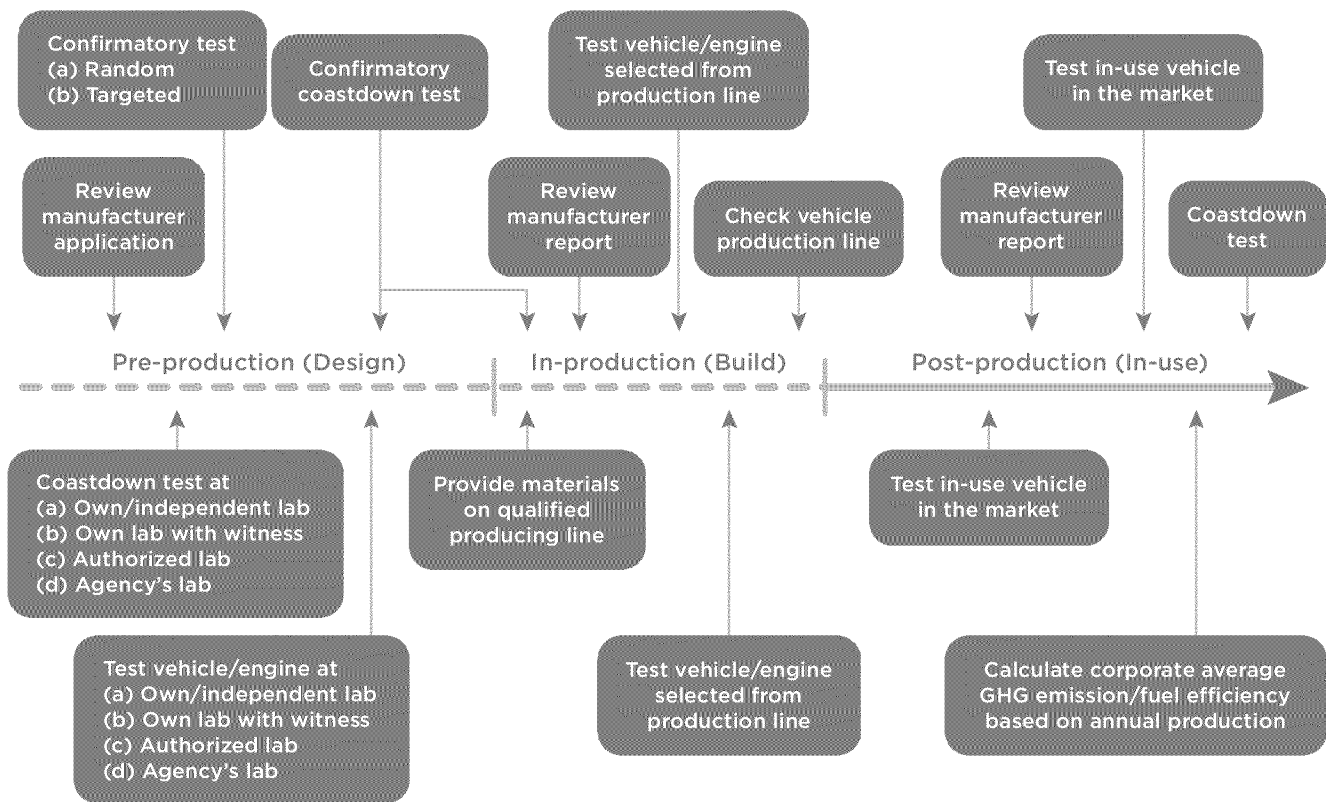 Confirmatory test
(a) Random
(b) Targeted
Confirmatory
coastdown test
Test vehicle/engine
selected from
production line
Test in-use vehicle
in the market
Review
manufacturer
application
Review
manufacturer
report
Check vehicle
production line
Review
manufacturer
report
Coastdown
test
Pre-production (Design)
In-production (Build)
Post-production (In-use)
Coastdown test at
(a) Own/independent lab
(b) Own lab with witness
(c) Authorized lab
(d) Agency's lab
Provide materials
on qualified
producing line
Test in-use vehicle
in the market
Test vehicle/engine at
(a) Own/independent lab
(b) Own lab with witness
(c) Authorized lab
(d) Agency's lab
Test vehicle/engine
selected from
production line
Calculate corporate average
GHG emission/fuel efficiency
based on annual production